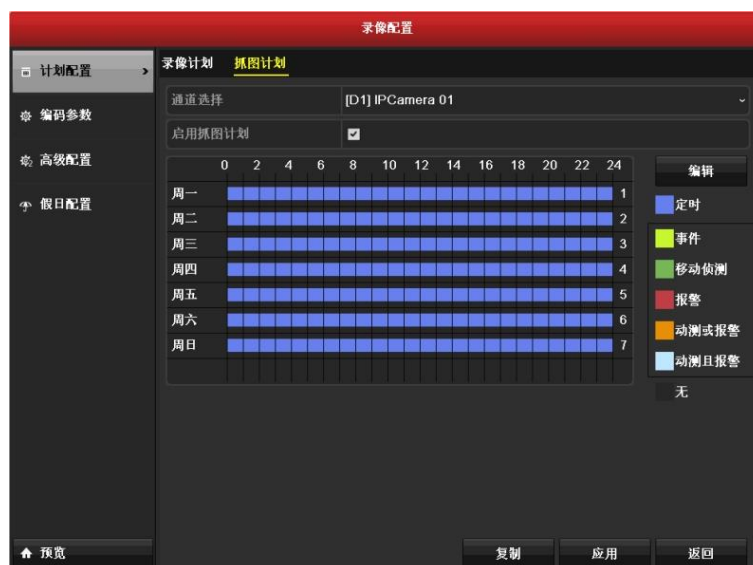 录像配置
计划配置
编码参数
高级配置
假日配置
预览
录像计划 抓图计划
通道选择 [D1] IPCamera 01
启用抓图计划
0 2 4 6 8 10 12 14 16 18 20 22 24
周一 1
周二 2
周三 3
周四 4
周五 5
周六 6
周日 7
编辑
定时
事件
移动侦测
报警
动测或报警
动测且报警
无
复制 应用 返回